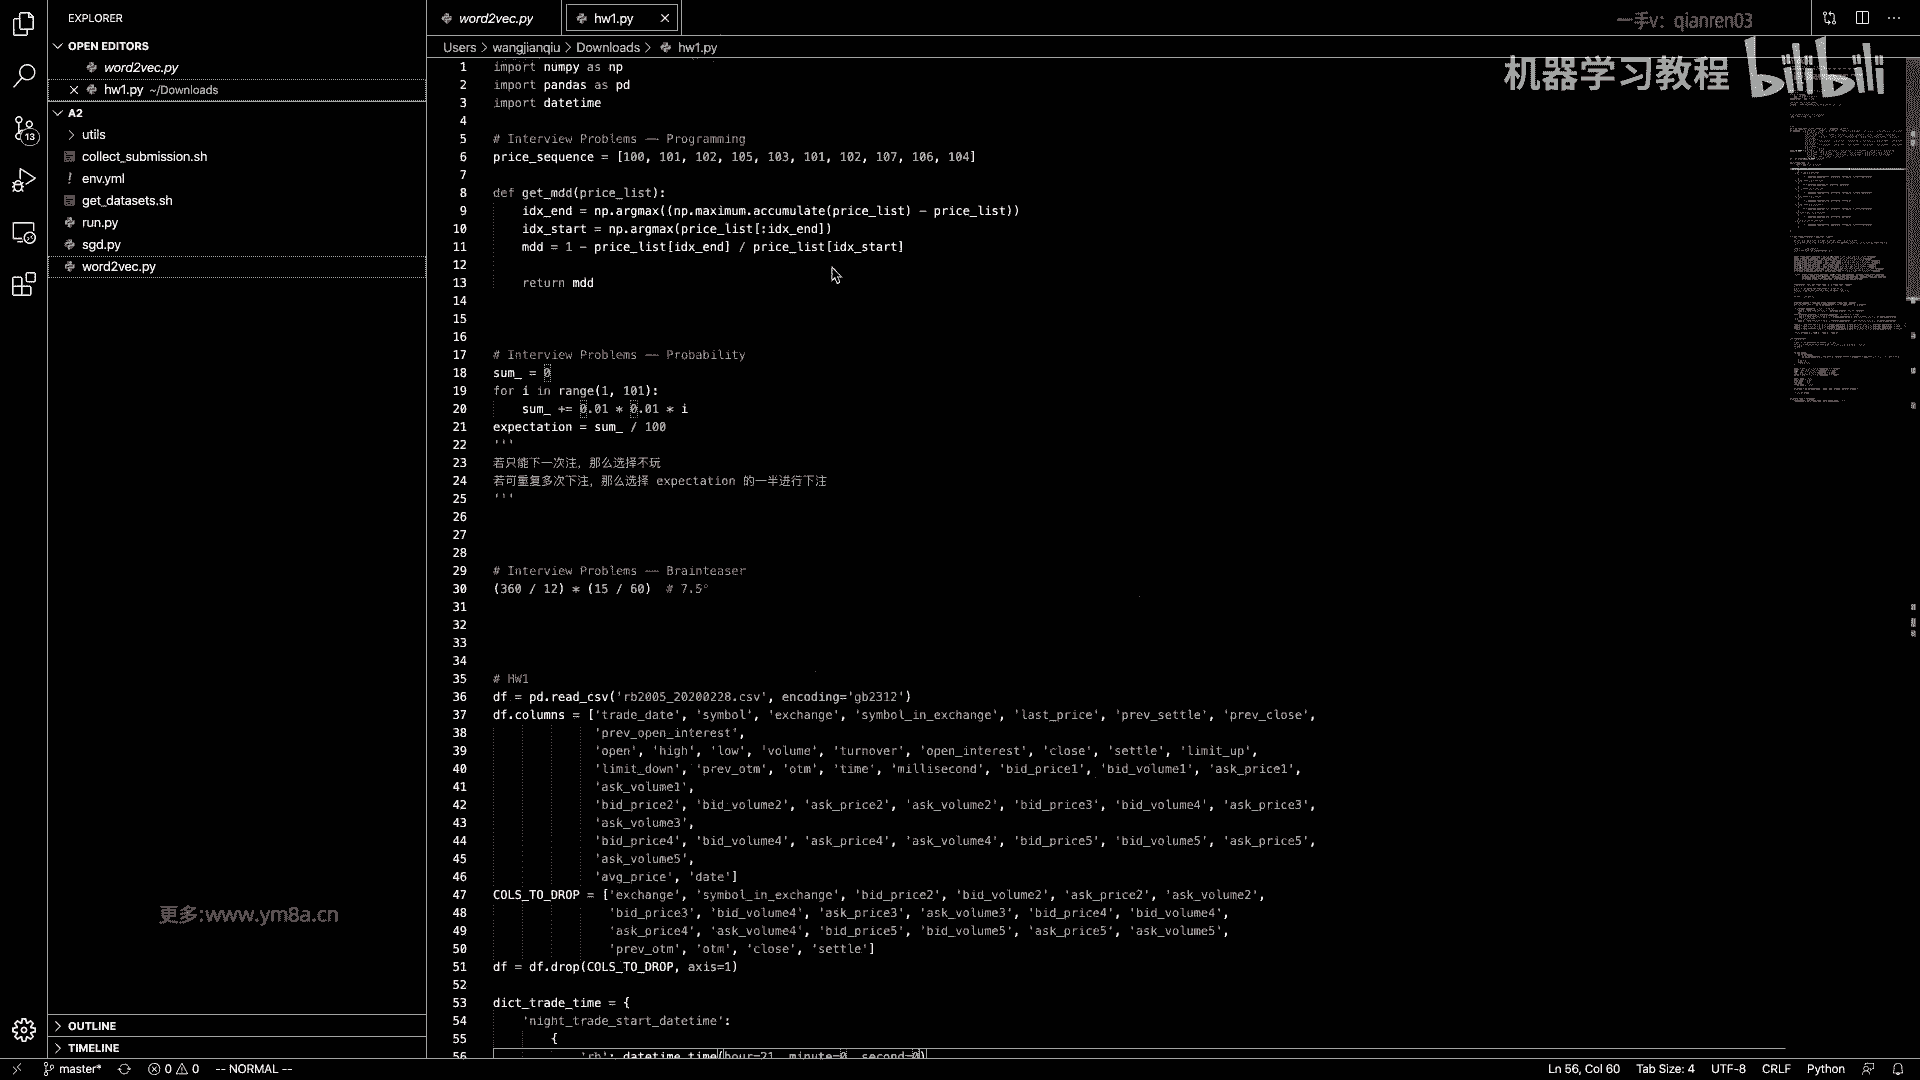 EXPLORER
OPEN EDITORS
word2vec.py
hw1.py ~/Downloads
A2
utils
collect_submission.sh
! env.yml
get_datasets.sh
run.py
sgd.py
word2vec.py
更多:www.ym8a.cn
OUTLINE
TIMELINE
word2vec.py
hw1.py
一手v: qianren03
机器学习教程 bilibili
Users > wangjianqiu > Downloads > hw1.py
1 import numpy as np
2 import pandas as pd
3 import datetime
4
5 # Interview Problems —— Programming
6 price_sequence = [100, 101, 102, 105, 103, 101, 102, 107, 106, 104]
7
8 def get_mdd(price_list):
9 idx_end = np.argmax((np.maximum.accumulate(price_list) - price_list))
10 idx_start = np.argmax(price_list[:idx_end])
11 mdd = 1 - price_list[idx_end] / price_list[idx_start]
12
13 return mdd
14
15
16
17 # Interview Problems —— Probability
18 sum_ = 0
19 for i in range(1, 101):
20 sum_ += 0.01 * 0.01 * i
21 expectation = sum_ / 100
22 '''
23 若只能下一次注，那么选择不玩
24 若可重复多次下注，那么选择 expectation 的一半进行下注
25 '''
26
27
28
29 # Interview Problems —— Brainteaser
30 (360 / 12) * (15 / 60) # 7.5°
31
32
33
34
35 # HW1
36 df = pd.read_csv('rb2005_20200228.csv', encoding='gb2312')
37 df.columns = ['trade_date', 'symbol', 'exchange', 'symbol_in_exchange', 'last_price', 'prev_settle', 'prev_close',
38 'prev_open_interest',
39 'open', 'high', 'low', 'volume', 'turnover', 'open_interest', 'close', 'settle', 'limit_up',
40 'limit_down', 'prev_otm', 'otm', 'time', 'millisecond', 'bid_price1', 'bid_volume1', 'ask_price1',
41 'ask_volume1',
42 'bid_price2', 'bid_volume2', 'ask_price2', 'ask_volume2', 'bid_price3', 'bid_volume4', 'ask_price3',
43 'ask_volume3',
44 'bid_price4', 'bid_volume4', 'ask_price4', 'ask_volume4', 'bid_price5', 'bid_volume5', 'ask_price5',
45 'ask_volume5',
46 'avg_price', 'date']
47 COLS_TO_DROP = ['exchange', 'symbol_in_exchange', 'bid_price2', 'bid_volume2', 'ask_price2', 'ask_volume2',
48 'bid_price3', 'bid_volume4', 'ask_price3', 'ask_volume3', 'bid_price4', 'bid_volume4',
49 'ask_price4', 'ask_volume4', 'bid_price5', 'bid_volume5', 'ask_price5', 'ask_volume5',
50 'prev_otm', 'otm', 'close', 'settle']
51 df = df.drop(COLS_TO_DROP, axis=1)
52
53 dict_trade_time = {
54 'night_trade_start_datetime':
55 {
56 'rb': datetime.time(hour=21, minute=0, second=0)
13
master* 0 0 -- NORMAL --
Ln 56, Col 60 Tab Size: 4 UTF-8 CRLF Python